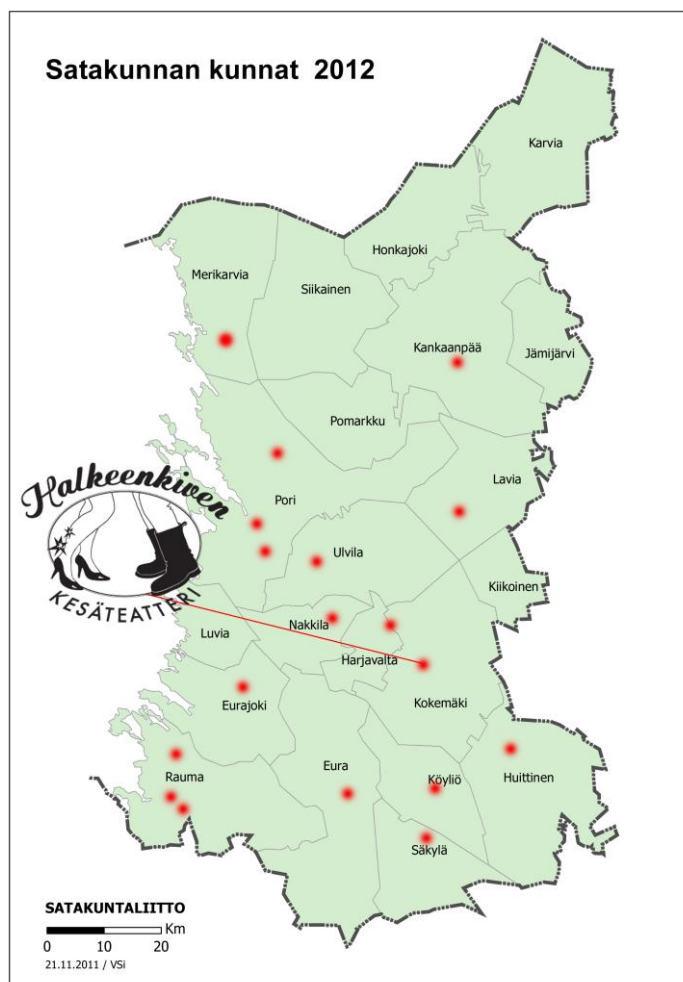 Satakunnan kunnat 2012
Karvia
Honkajoki
Merikarvia
Siikainen
Kankaanpää
Jämijärvi
Pomarkku
Halkeenkiven
KESÄTEATTERI
Lavia
Pori
Ulvila
Kiikoinen
Luvia
Nakkila
Harjavalta
Kokemäki
Eurajoki
Rauma
Eura
Köyliö
Huittinen
Säkylä
SATAKUNTALIITTO
Km
0 10 20
21.11.2011 / VSi